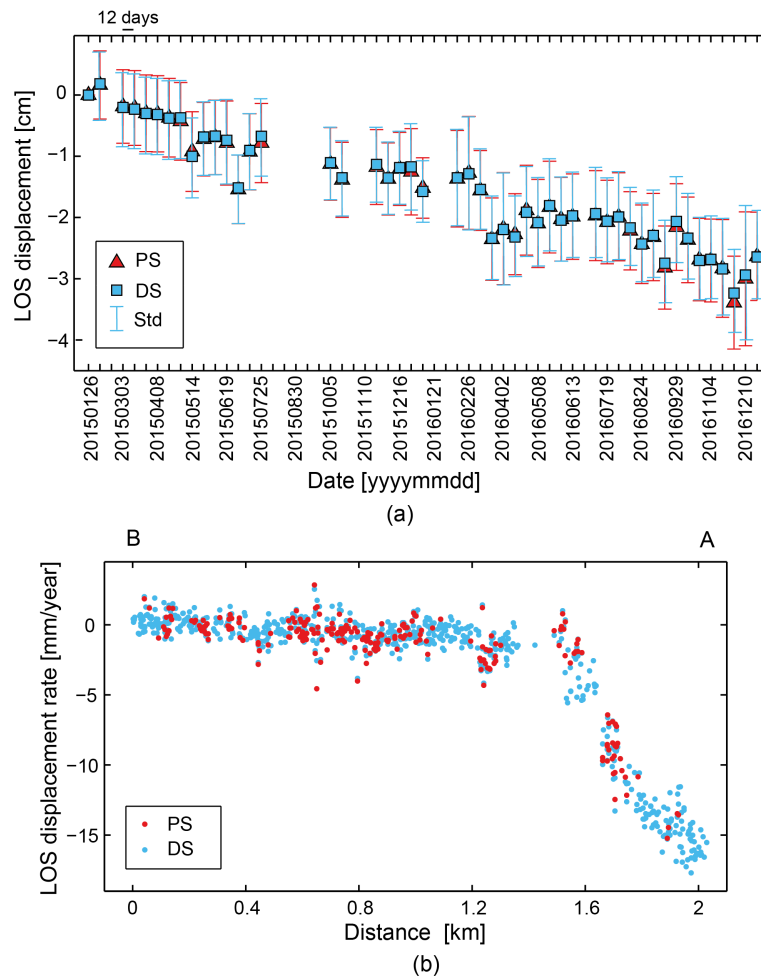 12 days
LOS displacement [cm]
0
−1
−2
−3
−4
PS
DS
Std
20150126
20150303
20150408
20150514
20150619
20150725
20150830
20151005
20151110
20151216
20160121
20160226
20160402
20160508
20160613
20160719
20160824
20160929
20161104
20161210
Date [yyyymmdd]
(a)
B
A
LOS displacement rate [mm/year]
0
−5
−10
−15
PS
DS
0
0.4
0.8
1.2
1.6
2
Distance [km]
(b)